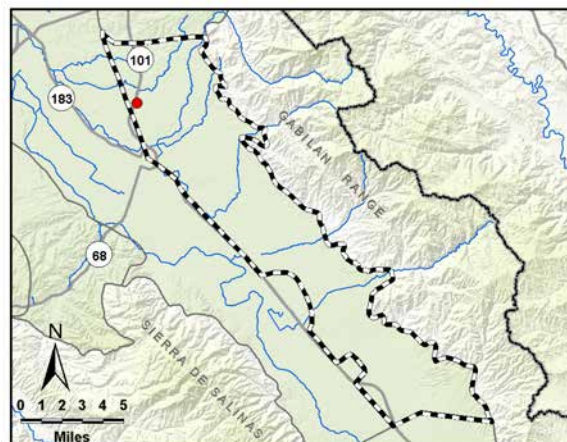 101
183
GABILAN RANGE
68
SIERRA DE SALINAS
N
0 1 2 3 4 5
Miles